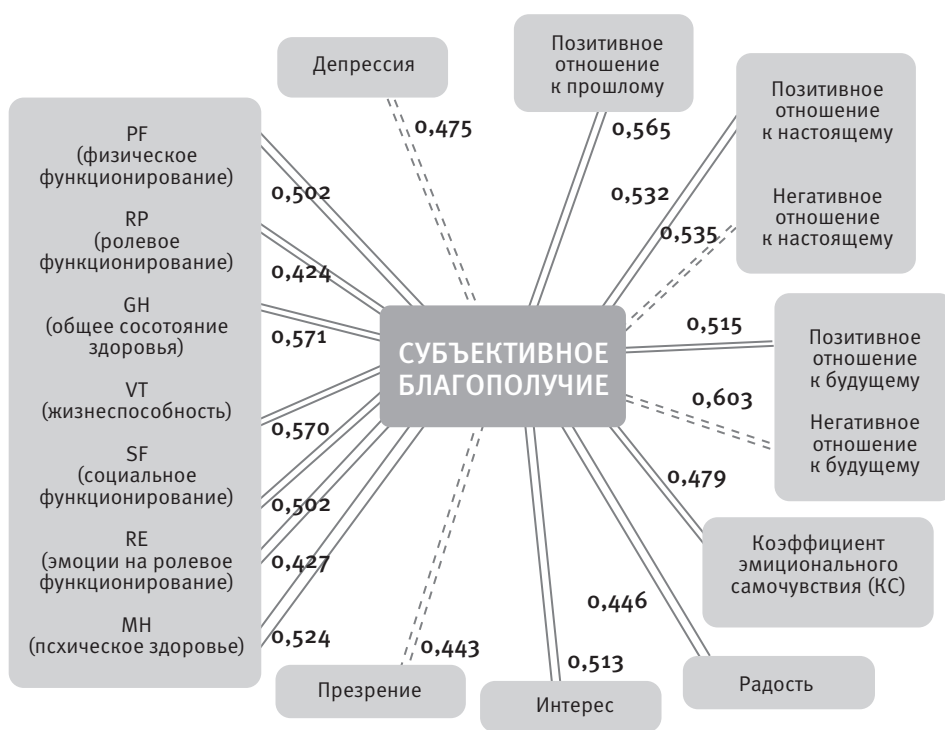 Депрессия
0,475
Позитивное
отношение
к прошлому
0,565
Позитивное
отношение
к настоящему
0,532
Негативное
отношение
к настоящему
0,535
PF
(физическое
функционирование)
0,502
RP
(ролевое
функционирование)
0,424
GH
(общее сосотояние
здоровья)
0,571
VT
(жизнеспособность)
0,570
SF
(социальное
функционирование)
0,502
RE
(эмоции на ролевое
функционирование)
0,427
MH
(псхическое здоровье)
0,524
СУБЪЕКТИВНОЕ
БЛАГОПОЛУЧИЕ
0,515
Позитивное
отношение
к будущему
0,603
Негативное
отношение
к будущему
0,479
Коэффициент
эмиционального
самочувствия (КС)
0,446
Радость
0,513
Интерес
0,443
Презрение